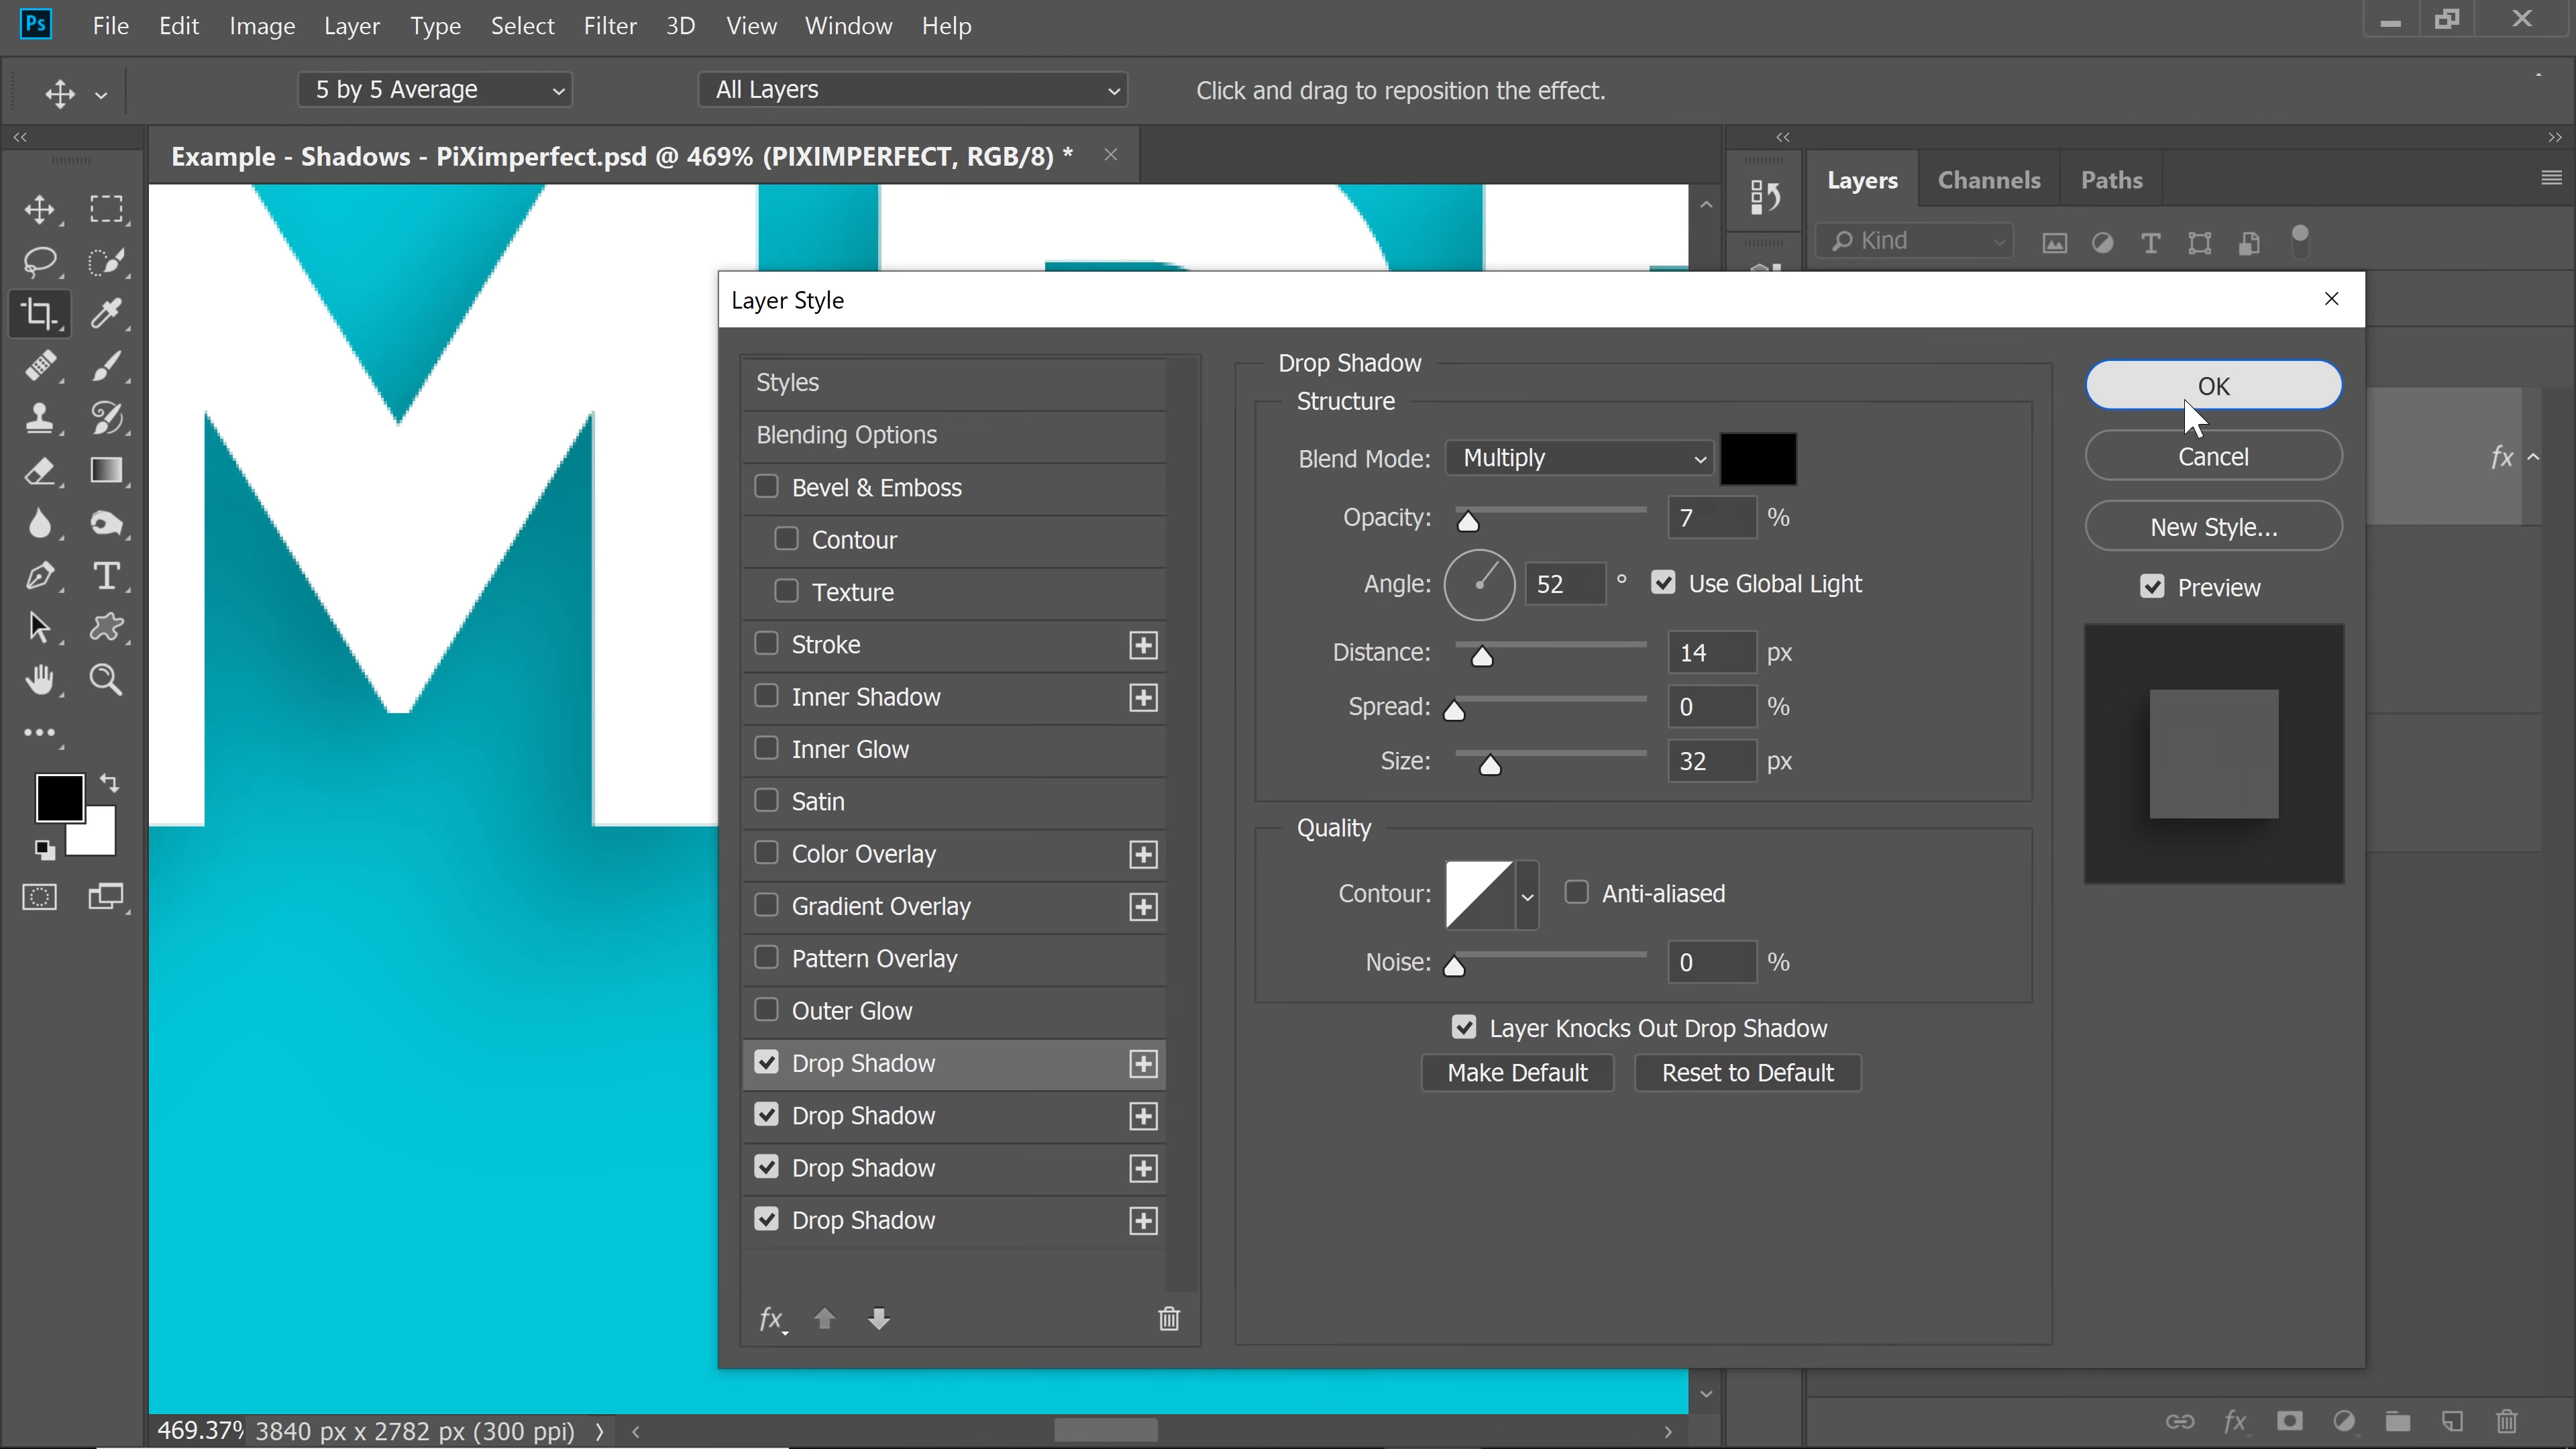 Ps File Edit Image Layer Type Select Filter 3D View Window Help
5 by 5 Average All Layers Click and drag to reposition the effect.
Example - Shadows - PiXimperfect.psd @ 469% (PIXIMPERFECT, RGB/8) *
Layers Channels Paths
Kind
Layer Style
Styles
Blending Options
Bevel & Emboss
Contour
Texture
Stroke
Inner Shadow
Inner Glow
Satin
Color Overlay
Gradient Overlay
Pattern Overlay
Outer Glow
Drop Shadow
Drop Shadow
Drop Shadow
Drop Shadow
fx
Drop Shadow
Structure
Blend Mode: Multiply
Opacity: 7 %
Angle: 52 ° Use Global Light
Distance: 14 px
Spread: 0 %
Size: 32 px
Quality
Contour: Anti-aliased
Noise: 0 %
Layer Knocks Out Drop Shadow
Make Default Reset to Default
OK
Cancel
New Style...
Preview
fx
469.37% 3840 px x 2782 px (300 ppi)
fx